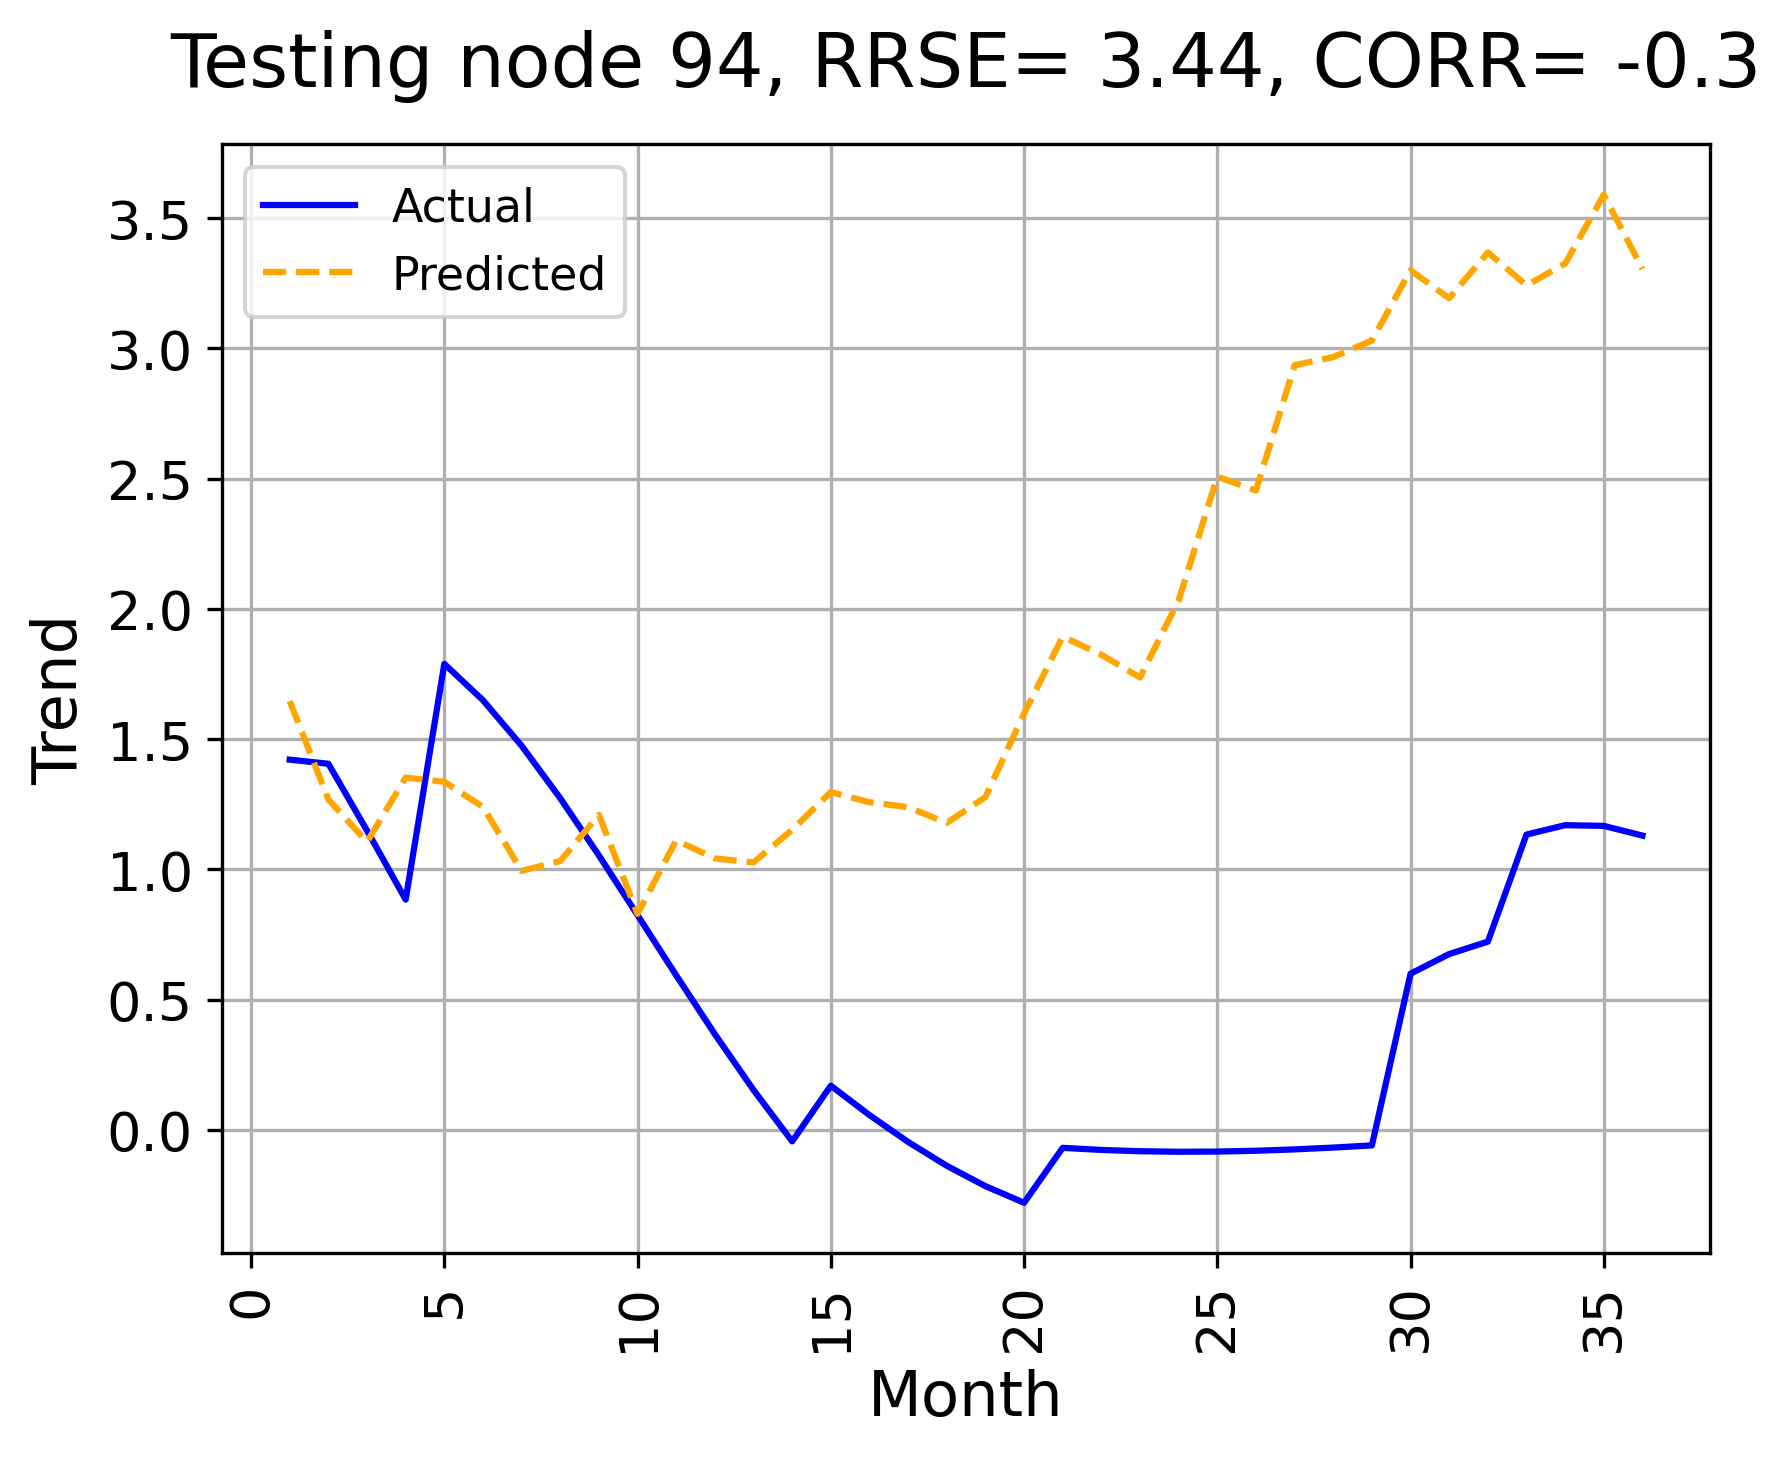 Testing node 94, RRSE= 3.44, CORR= -0.3
Actual
Predicted
3.5
3.0
2.5
2.0
1.5
1.0
0.5
0.0
Trend
0 5 10 15 20 25 30 35
Month